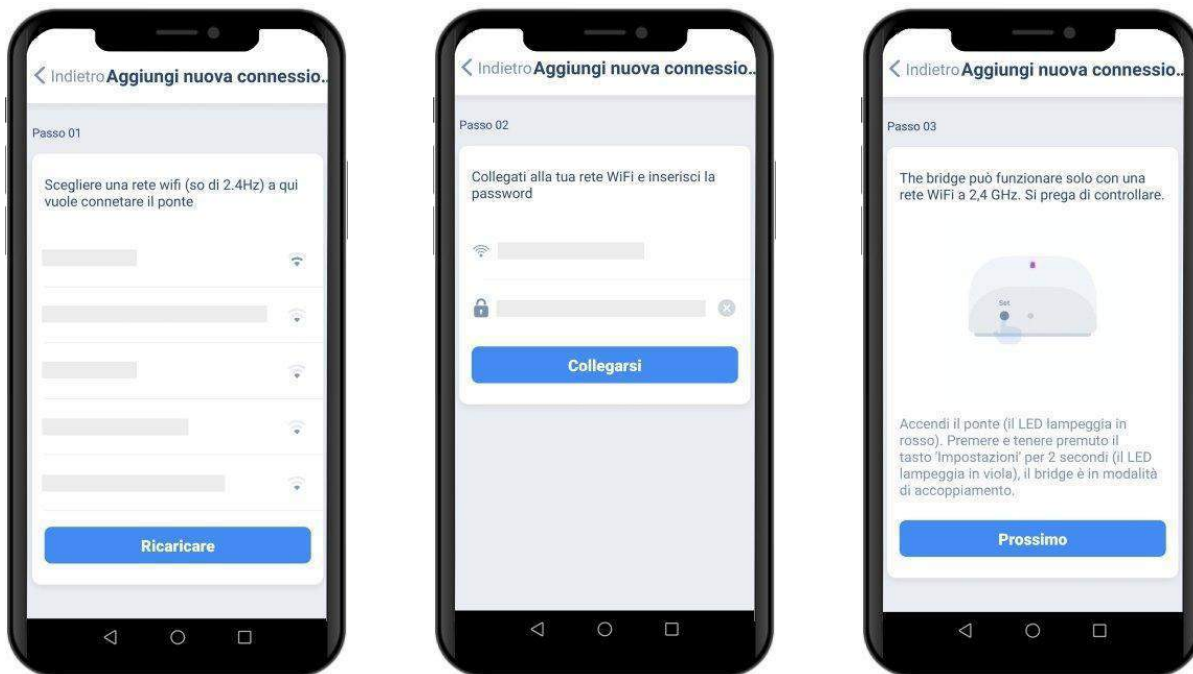 Indietro Aggiungi nuova connessio..
Passo 01
Scegliere una rete wifi (so di 2.4Hz) a qui
vuole connetare il ponte
Ricaricare
Indietro Aggiungi nuova connessio..
Passo 02
Collegati alla tua rete WiFi e inserisci la
password
Collegarsi
Indietro Aggiungi nuova connessio..
Passo 03
The bridge può funzionare solo con una
rete WiFi a 2,4 GHz. Si prega di controllare.
Set
Accendi il ponte (il LED lampeggia in
rosso). Premere e tenere premuto il
tasto 'Impostazioni' per 2 secondi (il LED
lampeggia in viola), il bridge è in modalità
di accoppiamento.
Prossimo